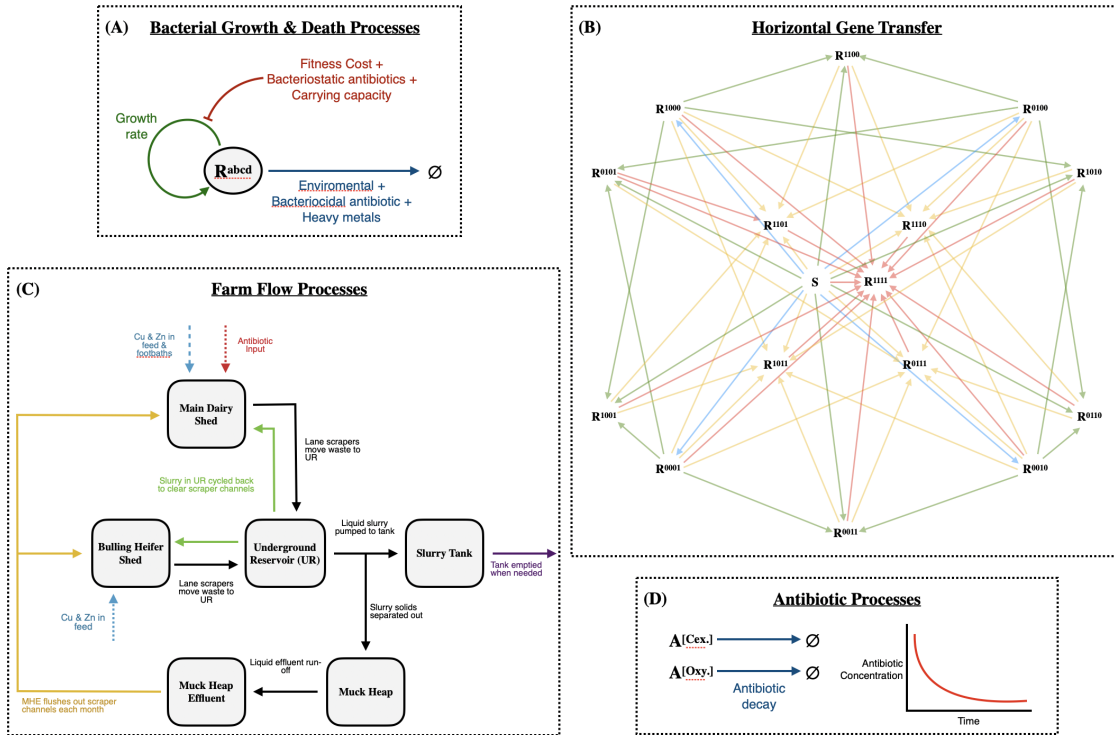 (A) Bacterial Growth & Death Processes
Fitness Cost +
Bacteriostatic antibiotics +
Carrying capacity
Growth
rate
Rabcd
∅
Enviromental +
Bacteriocidal antibiotic +
Heavy metals
(B) Horizontal Gene Transfer
R1100
R1000
R0100
R0101
R1010
R1101
R1110
S
R1111
R1011
R0111
R1001
R0110
R0001
R0010
R0011
(C) Farm Flow Processes
Cu & Zn in
feed &
footbaths
Antibiotic
Input
Main Dairy
Shed
Lane scrapers
move waste to
UR
Slurry in UR cycled back
to clear scraper channels
Bulling Heifer
Shed
Underground
Reservoir (UR)
Liquid slurry
pumped to tank
Slurry Tank
Tank emptied
when needed
Lane scrapers
move waste to
UR
Cu & Zn in
feed
Slurry solids
separated out
Liquid effluent run-
off
Muck Heap
Effluent
Muck Heap
MHE flushes out scraper
channels each month
(D) Antibiotic Processes
A[Cex.]
∅
A[Oxy.]
∅
Antibiotic
decay
Antibiotic
Concentration
Time